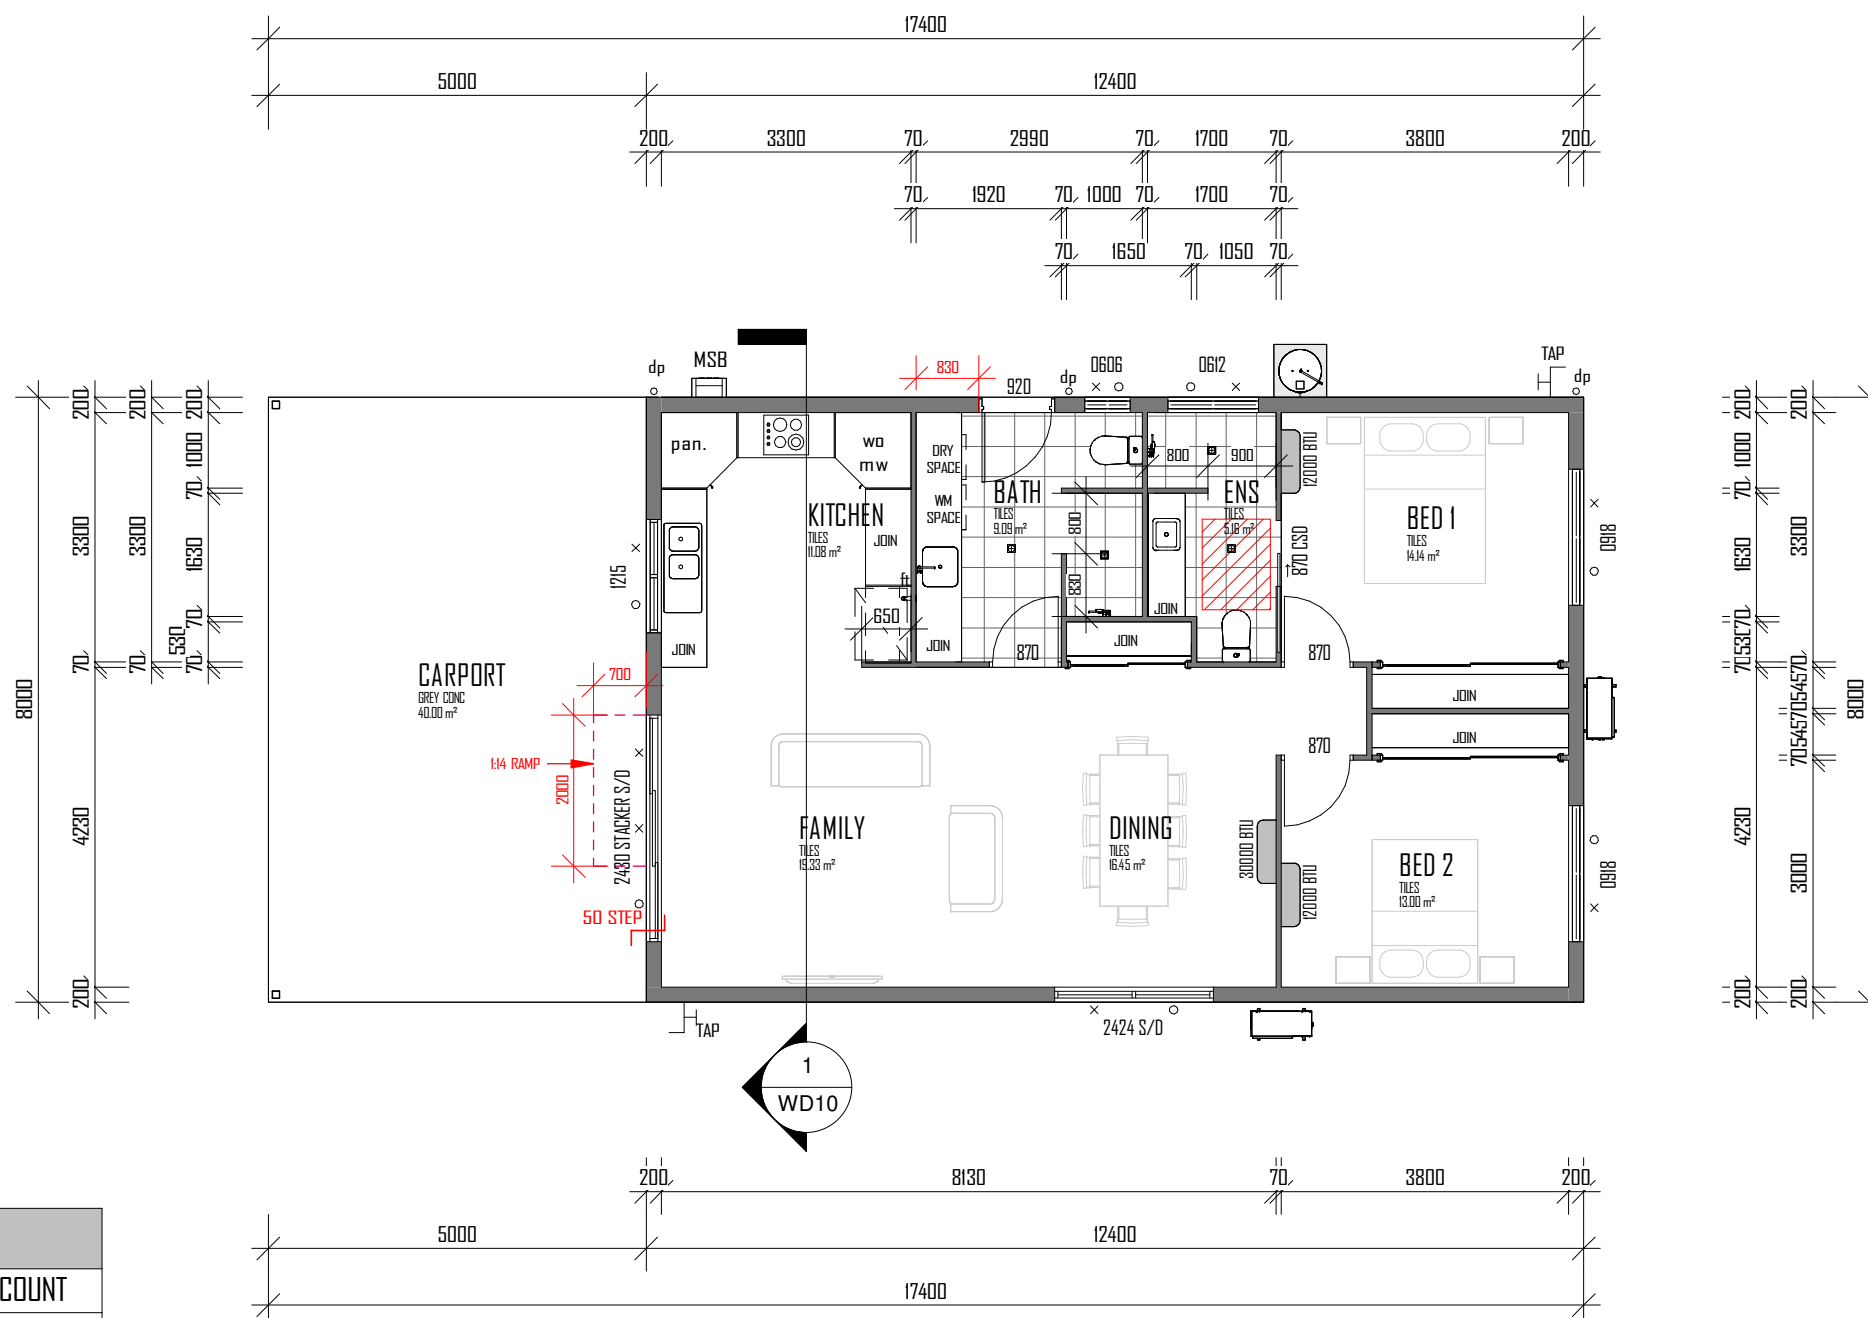 17400
5000 12400
200 3300 70 2990 70 1700 70 3800 200
70 1920 70 1000 70 1700 70
70 1650 70 1050 70
dp MSB 830 920 dp 0606 0612 TAP dp
8000
200 3300 70 4230 200
200 3300 70
200 1000 70 1630 70 530 70
pan.
wo
mw
DRY
SPACE
WM
SPACE
800 900
12000 BTU
KITCHEN
TILES
11.08 m²
JOIN
BATH
TILES
9.09 m²
ENS
TILES
5.16 m²
BED 1
TILES
14.14 m²
0918
1215
800
830
870 CSD
ft
650
JOIN
JOIN
JOIN
JOIN
870
870
CARPORT
GREY CONC
40.00 m²
700
JOIN
JOIN
870
1:14 RAMP
2000
2430 STACKER S/D
FAMILY
TILES
19.33 m²
DINING
TILES
16.45 m²
30000 BTU
12000 BTU
BED 2
TILES
13.00 m²
0918
50 STEP
TAP
2424 S/D
200 1000 70 1630 70 530 70 545 70 545 70 4230 200
200 3300 3000 200
8000
1
WD10
200 8130 70 3800 200
5000 12400
17400
COUNT